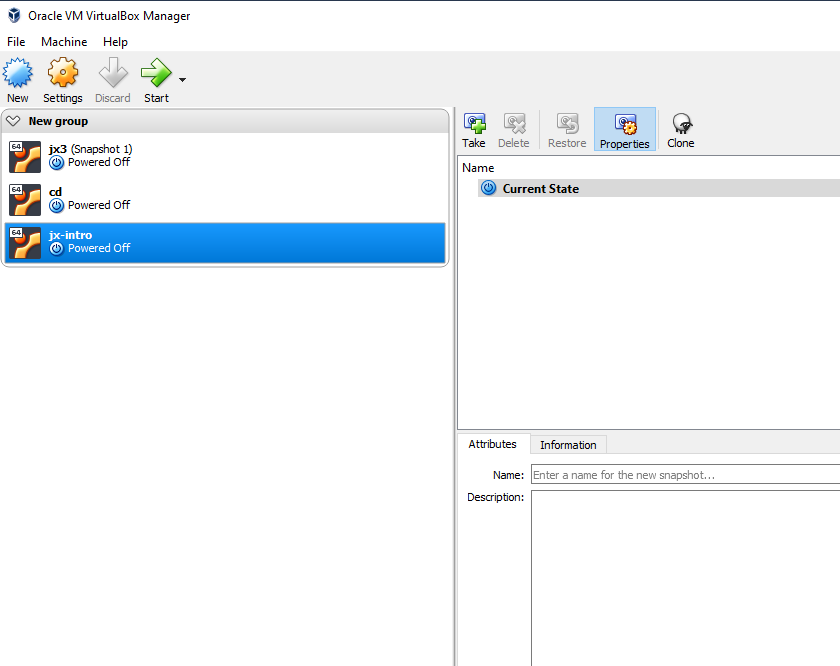 Oracle VM VirtualBox Manager
File Machine Help
New Settings Discard Start
New group
64 jx3 (Snapshot 1)
Powered Off
64 cd
Powered Off
64 jx-intro
Powered Off
Take Delete Restore Properties Clone
Name
Current State
Attributes Information
Name: Enter a name for the new snapshot...
Description: